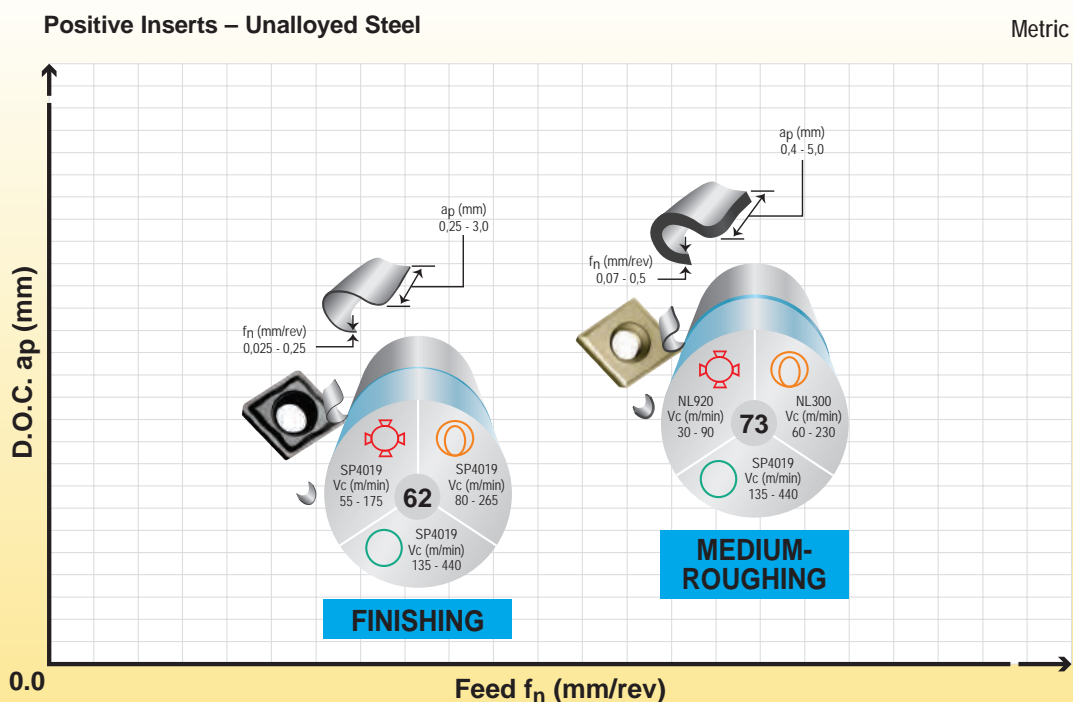 Positive Inserts – Unalloyed Steel
Metric
D.O.C. ap (mm)
ap (mm)
0,25 - 3,0
fn (mm/rev)
0,025 - 0,25
SP4019
Vc (m/min)
55 - 175
SP4019
Vc (m/min)
80 - 265
62
SP4019
Vc (m/min)
135 - 440
FINISHING
ap (mm)
0,4 - 5,0
fn (mm/rev)
0,07 - 0,5
NL920
Vc (m/min)
30 - 90
NL300
Vc (m/min)
60 - 230
73
SP4019
Vc (m/min)
135 - 440
MEDIUM-
ROUGHING
0.0
Feed fn (mm/rev)